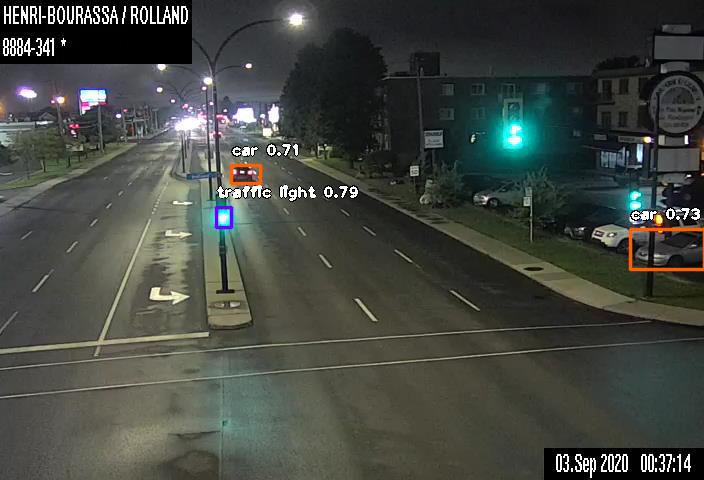 HENRI-BOURASSA / ROLLAND
8884-341 *
car 0.71
traffic light 0.79
car 0.73
03.Sep 2020 00:37:14